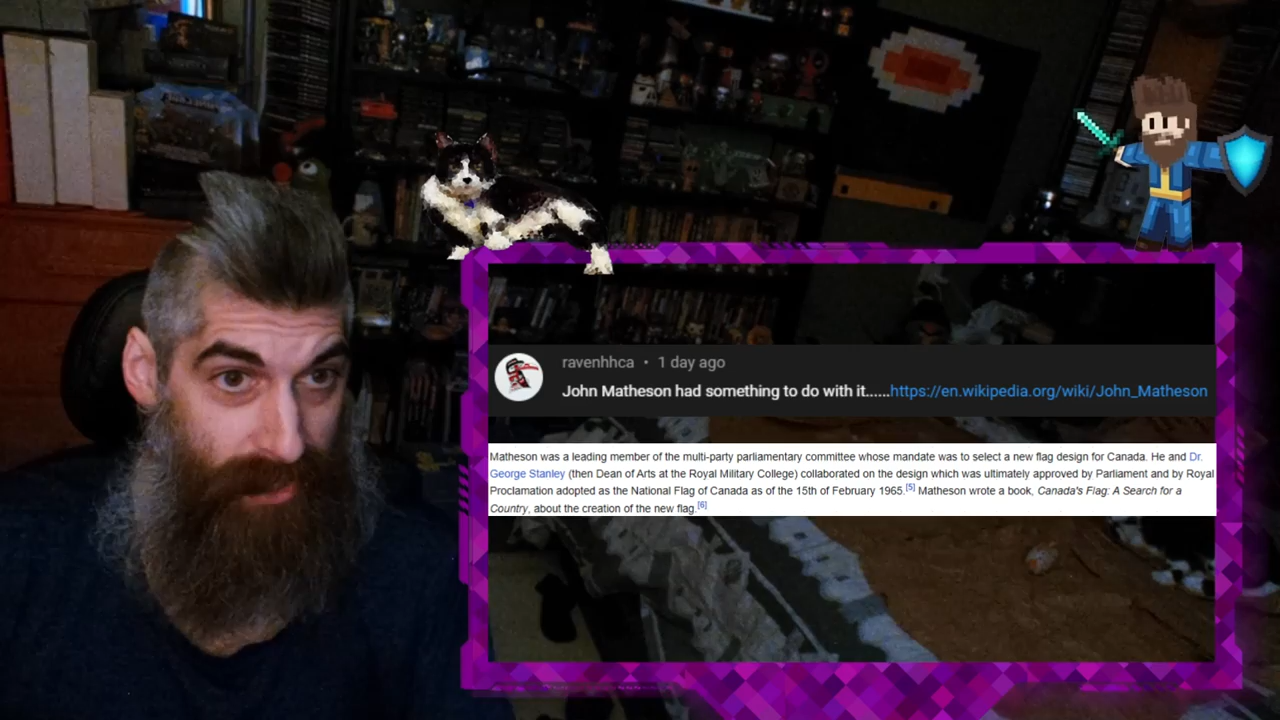 ravenhhca • 1 day ago
John Matheson had something to do with it......https://en.wikipedia.org/wiki/John_Matheson
Matheson was a leading member of the multi-party parliamentary committee whose mandate was to select a new flag design for Canada. He and Dr.
George Stanley (then Dean of Arts at the Royal Military College) collaborated on the design which was ultimately approved by Parliament and by Royal
Proclamation adopted as the National Flag of Canada as of the 15th of February 1965.[5] Matheson wrote a book, Canada's Flag: A Search for a
Country, about the creation of the new flag.[6]